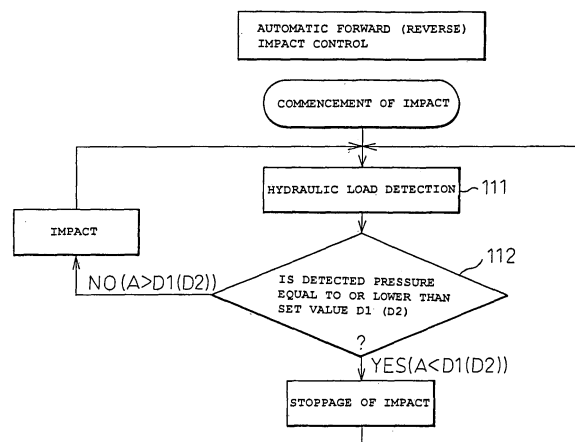 AUTOMATIC FORWARD (REVERSE)
IMPACT CONTROL
COMMENCEMENT OF IMPACT
HYDRAULIC LOAD DETECTION
111
IMPACT
112
IS DETECTED PRESSURE
EQUAL TO OR LOWER THAN
SET VALUE D1 (D2)
?
NO(A>D1(D2))
YES(A<D1(D2))
STOPPAGE OF IMPACT